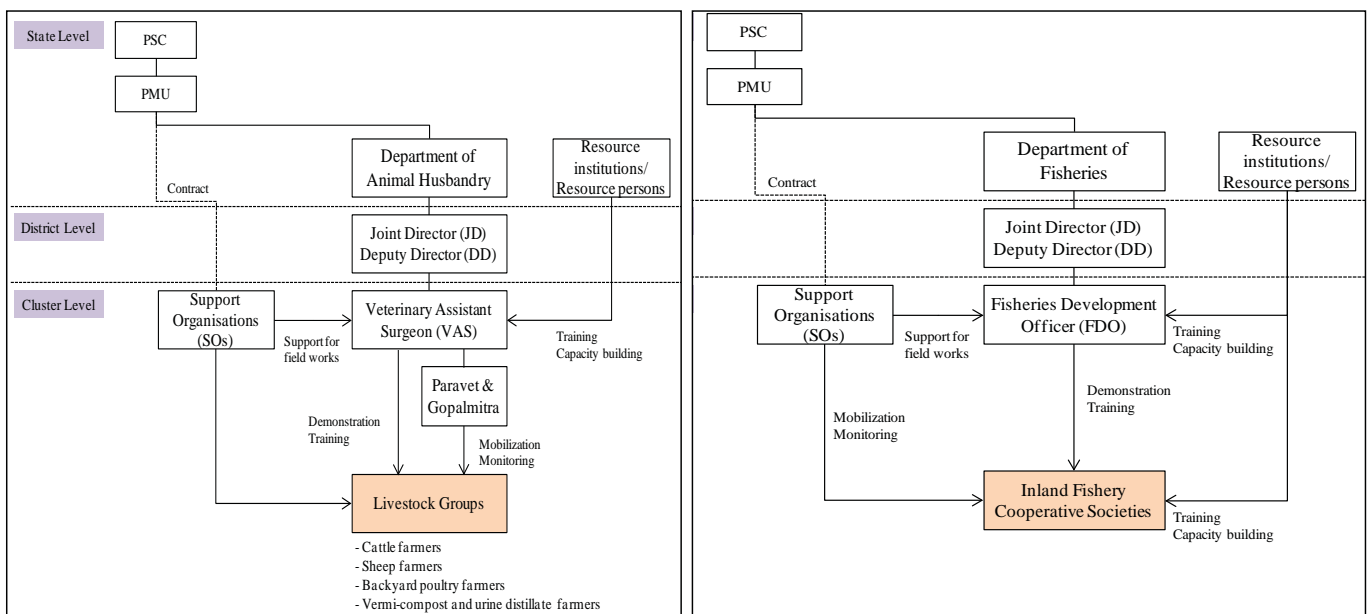 State Level
PSC
PMU
Department of
Animal Husbandry
Resource
institutions/
Resource persons
Contract
District Level
Joint Director (JD)
Deputy Director (DD)
Cluster Level
Support
Organisations
(SOs)
Support for
field works
Veterinary Assistant
Surgeon (VAS)
Training
Capacity building
Paravet &
Gopalmitra
Demonstration
Training
Mobilization
Monitoring
Livestock Groups
- Cattle farmers
- Sheep farmers
- Backyard poultry farmers
- Vermi-compost and urine distillate farmers
PSC
PMU
Department of
Fisheries
Resource
institutions/
Resource persons
Contract
Joint Director (JD)
Deputy Director (DD)
Support
Organisations
(SOs)
Support for
field works
Fisheries Development
Officer (FDO)
Training
Capacity building
Mobilization
Monitoring
Demonstration
Training
Inland Fishery
Cooperative Societies
Training
Capacity building